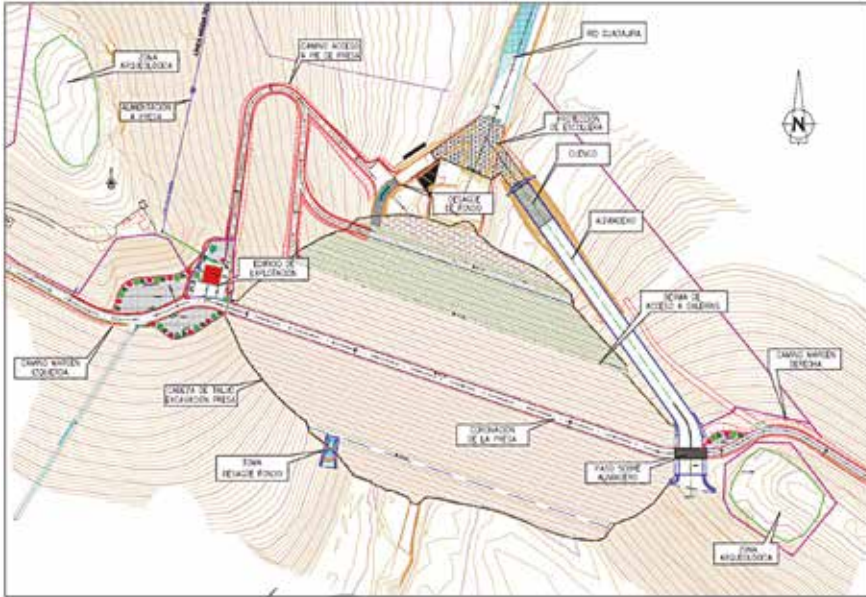 ZONA
ARQUEOLOGICA
ALIMENTACION
A PRESA
CAMINO ACCESO
A PIE DE PRESA
RIO GUADAJIRA
PROTECCION
DE ESCOLLERA
CUENCO
N
ALIVIADERO
DESAGUE
DE FONDO
EDIFICIO DE
EXPLOTACION
BERMA DE
ACCESO A GALERIAS
CAMINO MARGEN
IZQUIERDA
CABEZA DE TALUD
EXCAVACION PRESA
CAMINO MARGEN
DERECHA
CORONACION
DE LA PRESA
TOMA
DESAGUE FONDO
PASO SOBRE
ALIVIADERO
ZONA
ARQUEOLOGICA